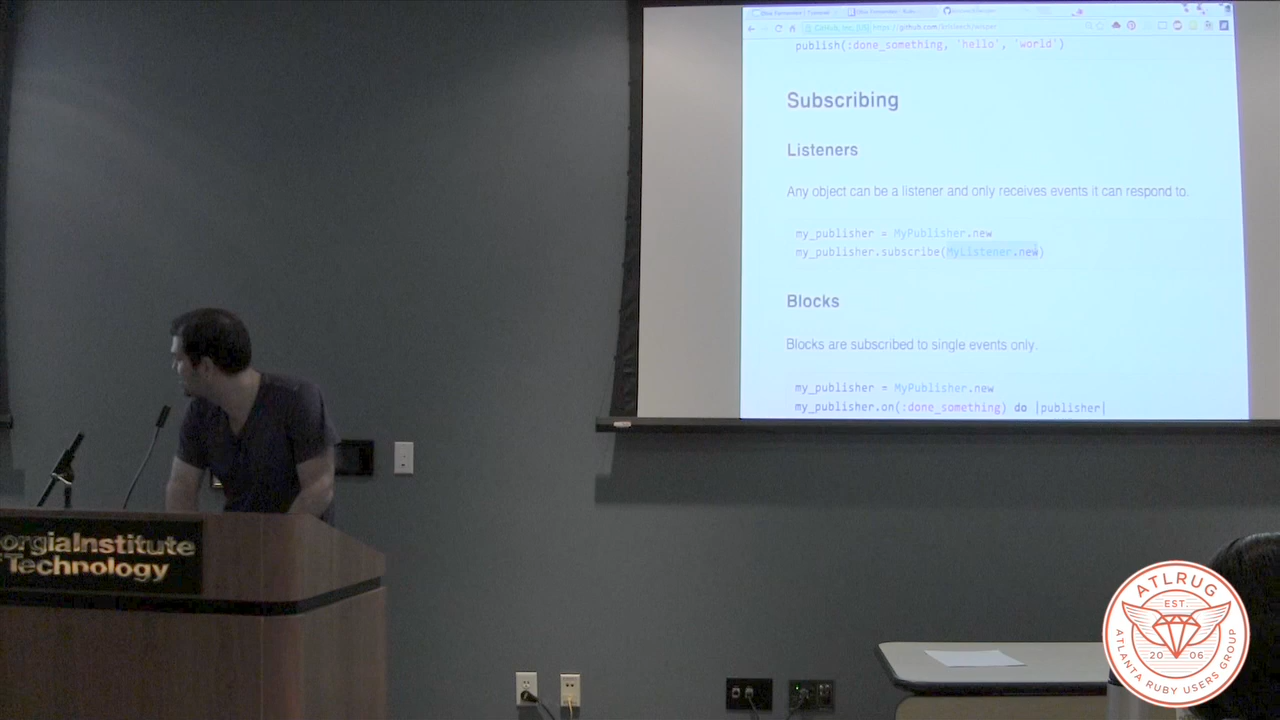 publish(:done_something, 'hello', 'world')
Subscribing
Listeners
Any object can be a listener and only receives events it can respond to.
my_publisher = MyPublisher.new
my_publisher.subscribe(MyListener.new)
Blocks
Blocks are subscribed to single events only.
my_publisher = MyPublisher.new
my_publisher.on(:done_something) do |publisher|
orgiaInstitute
Technology
ATLRUG
EST.
20 06
ATLANTA RUBY USERS GROUP